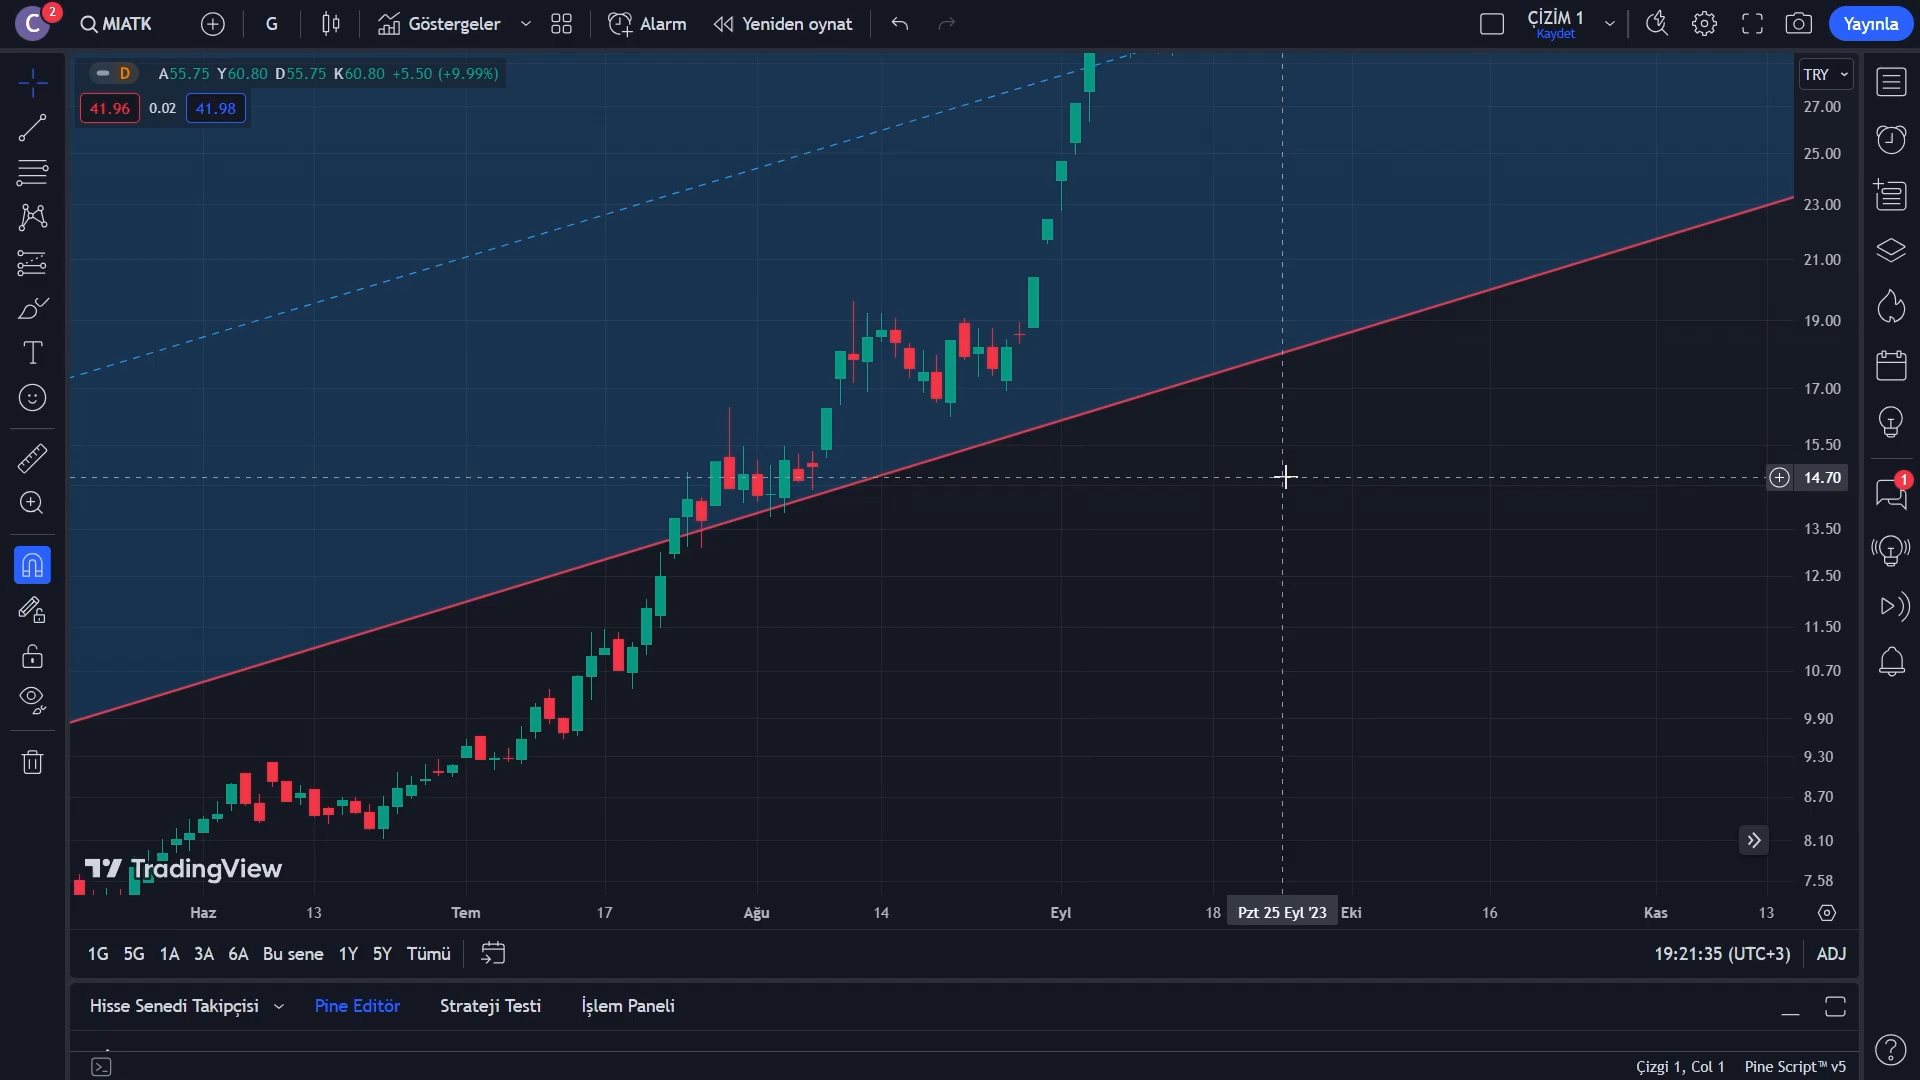 C 2 MIATK G Göstergeler Alarm Yeniden oynat ÇİZİM 1 Kaydet Yayınla
D A55.75 Y60.80 D55.75 K60.80 +5.50 (+9.99%) TRY
41.96 0.02 41.98
27.00
25.00
23.00
21.00
19.00
17.00
15.50
14.70
1
13.50
12.50
11.50
10.70
9.90
9.30
8.70
8.10
TradingView
7.58
Haz 13 Tem 17 Ağu 14 Eyl 18 Pzt 25 Eyl '23 Eki 16 Kas 13
1G 5G 1A 3A 6A Bu sene 1Y 5Y Tümü 19:21:35 (UTC+3) ADJ
Hisse Senedi Takipçisi Pine Editör Strateji Testi İşlem Paneli
Çizgi 1, Col 1 Pine Script™ v5